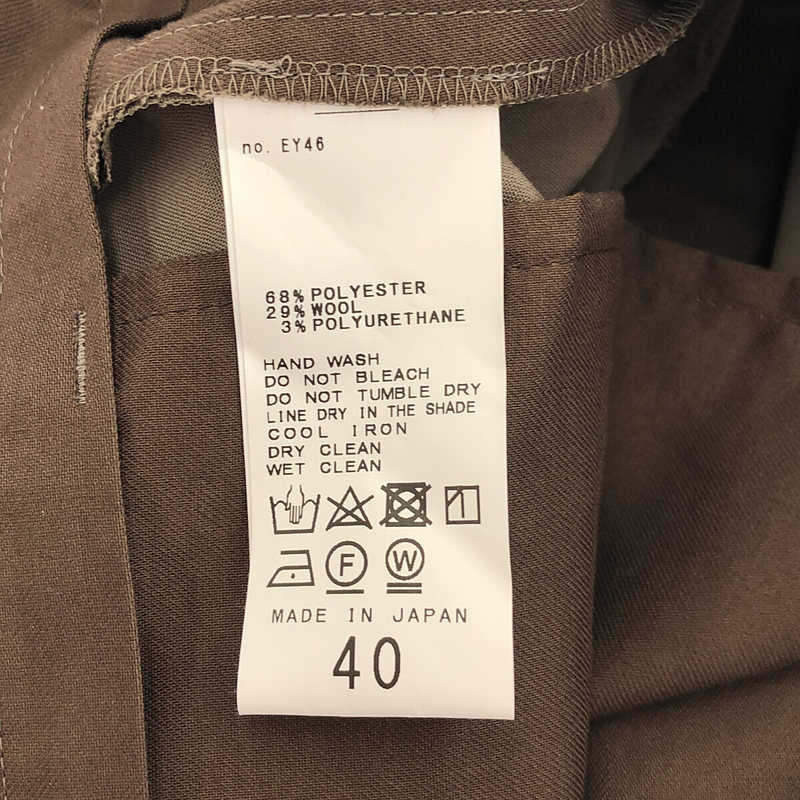 no. EY46
68% POLYESTER
29% WOOL
3% POLYURETHANE
HAND WASH
DO NOT BLEACH
DO NOT TUMBLE DRY
LINE DRY IN THE SHADE
COOL IRON
DRY CLEAN
WET CLEAN
F W
MADE IN JAPAN
40